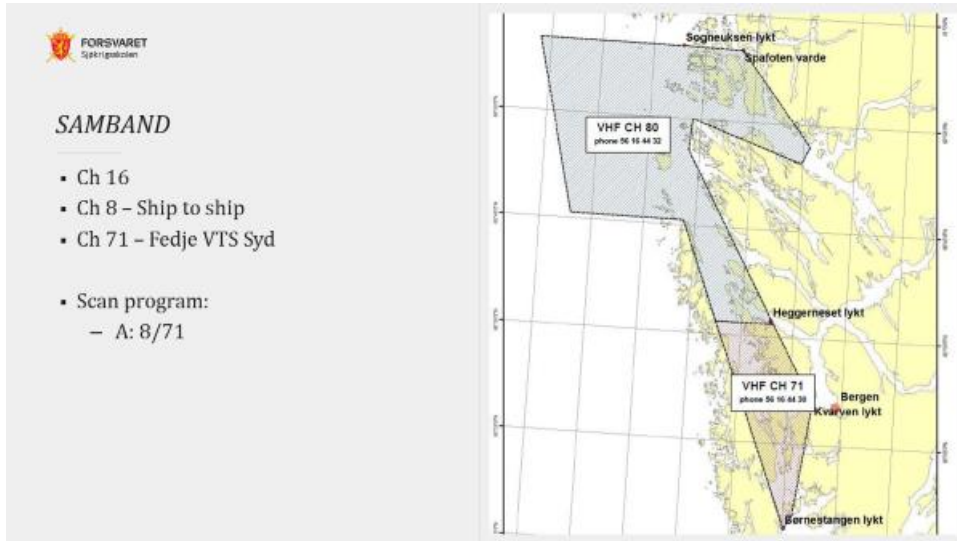 FORSVARET
Sjøkrigsskolen
SAMBAND
▪ Ch 16
▪ Ch 8 – Ship to ship
▪ Ch 71 – Fedje VTS Syd
▪ Scan program:
– A: 8/71
Sogneuksen lykt
Spafoten varde
VHF CH 80
phone 56 16 44 32
Heggerneset lykt
VHF CH 71
phone 56 16 44 30
Bergen
Kvarven lykt
Børnestangen lykt